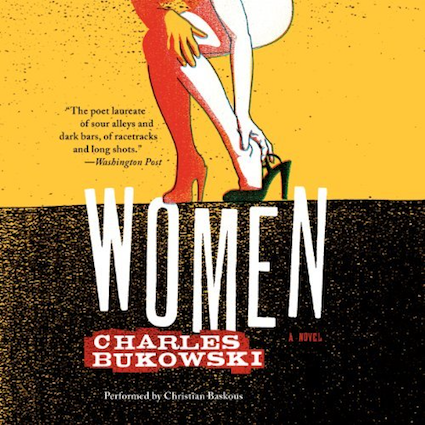 "The poet laureate
of sour alleys and
dark bars, of racetracks
and long shots."
—Washington Post
WOMEN
A NOVEL
CHARLES
BUKOWSKI
Performed by Christian Baskous